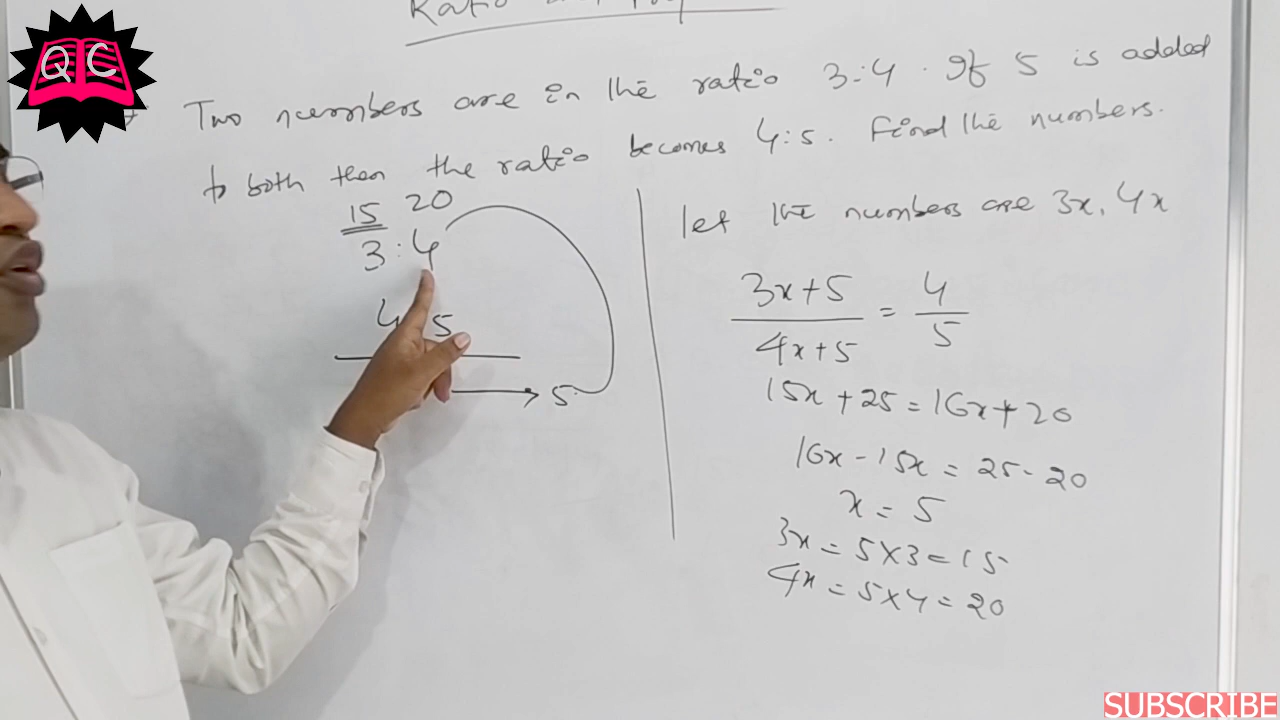 QC
Ratio
Two numbers are in the ratio 3:4. If 5 is added
to both then the ratio becomes 4:5. Find the numbers.
15 20
3 : 4
4 5
5
let the numbers are 3x, 4x
3x+5 / 4x+5 = 4 / 5
15x + 25 = 16x + 20
16x - 15x = 25 - 20
x = 5
3x = 5×3 = 15
4x = 5×4 = 20
SUBSCRIBE